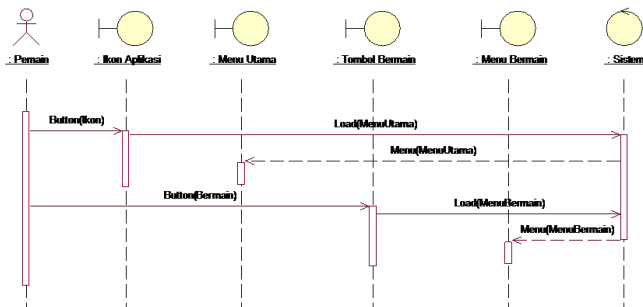 : Pemain
: Ikon Aplikasi
: Menu Utama
: Tombol Bermain
: Menu Bermain
: Sistem
Button(Ikon)
Load(MenuUtama)
Menu(MenuUtama)
Button(Bermain)
Load(MenuBermain)
Menu(MenuBermain)